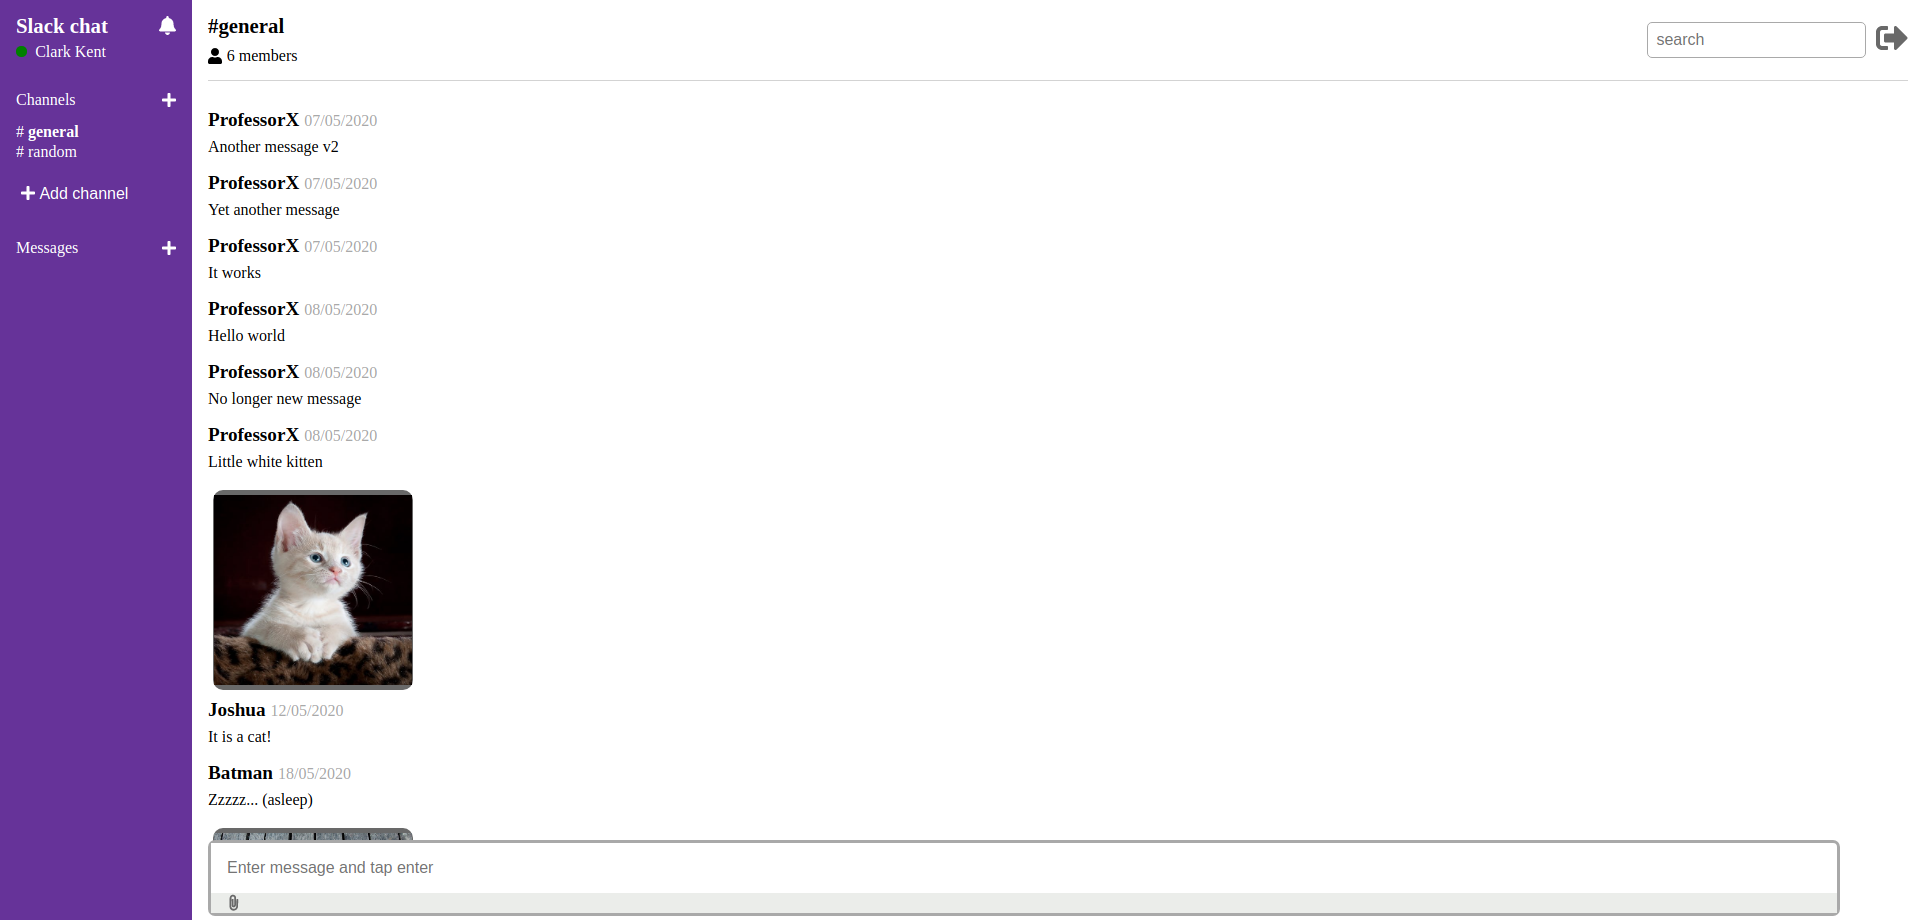 Slack chat
Clark Kent
Channels
# general
# random
Add channel
Messages
#general
6 members
search
ProfessorX 07/05/2020
Another message v2
ProfessorX 07/05/2020
Yet another message
ProfessorX 07/05/2020
It works
ProfessorX 08/05/2020
Hello world
ProfessorX 08/05/2020
No longer new message
ProfessorX 08/05/2020
Little white kitten
Joshua 12/05/2020
It is a cat!
Batman 18/05/2020
Zzzzz... (asleep)
Enter message and tap enter